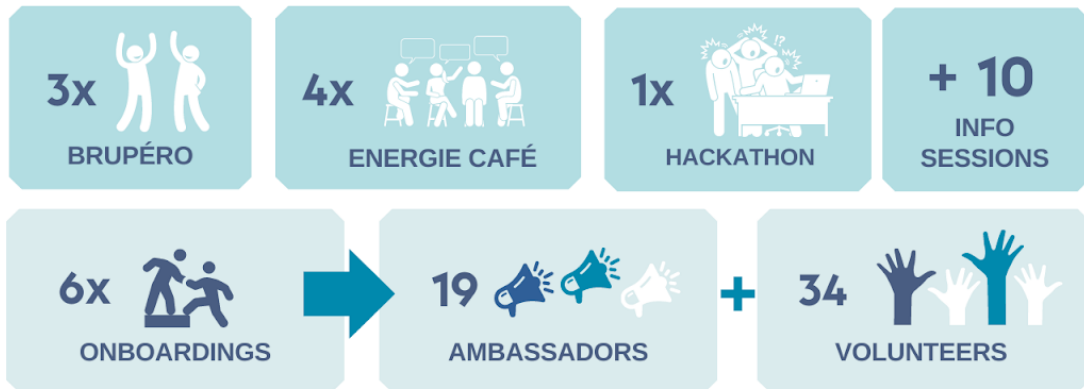 3x
BRUPÉRO
4x
ENERGIE CAFÉ
!?
1x
HACKATHON
+ 10
INFO
SESSIONS
6x
ONBOARDINGS
19
AMBASSADORS
+
34
VOLUNTEERS